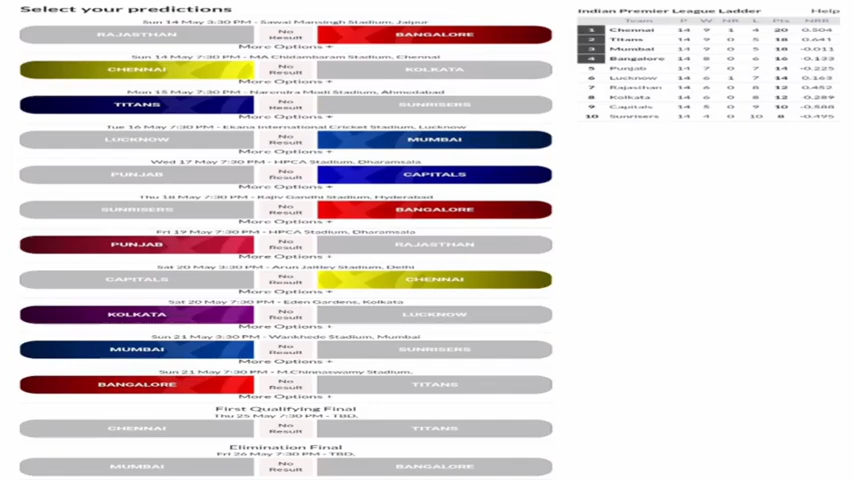 Select your predictions
Sun 14 May 3:30 PM - Sawai Mansingh Stadium, Jaipur
RAJASTHAN No Result BANGALORE
More Options +
Sun 14 May 7:30 PM - MA Chidambaram Stadium, Chennai
CHENNAI No Result KOLKATA
More Options +
Mon 15 May 7:30 PM - Narendra Modi Stadium, Ahmedabad
TITANS No Result SUNRISERS
More Options +
Tue 16 May 7:30 PM - Ekana International Cricket Stadium, Lucknow
LUCKNOW No Result MUMBAI
More Options +
Wed 17 May 7:30 PM - HPCA Stadium, Dharamsala
PUNJAB No Result CAPITALS
More Options +
Thu 18 May 7:30 PM - Rajiv Gandhi Stadium, Hyderabad
SUNRISERS No Result BANGALORE
More Options +
Fri 19 May 7:30 PM - HPCA Stadium, Dharamsala
PUNJAB No Result RAJASTHAN
More Options +
Sat 20 May 3:30 PM - Arun Jaitley Stadium, Delhi
CAPITALS No Result CHENNAI
More Options +
Sat 20 May 7:30 PM - Eden Gardens, Kolkata
KOLKATA No Result LUCKNOW
More Options +
Sun 21 May 3:30 PM - Wankhede Stadium, Mumbai
MUMBAI No Result SUNRISERS
More Options +
Sun 21 May 7:30 PM - M.Chinnaswamy Stadium,
BANGALORE No Result TITANS
More Options +
First Qualifying Final
Thu 25 May 7:30 PM - TBD,
CHENNAI No Result TITANS
Elimination Final
Fri 26 May 7:30 PM - TBD,
MUMBAI No Result BANGALORE
Indian Premier League Ladder Help
Team P W NR L Pts NRR
1 Chennai 14 9 1 4 20 0.504
2 Titans 14 9 0 5 18 0.641
3 Mumbai 14 9 0 5 18 -0.011
4 Bangalore 14 8 0 6 16 -0.133
5 Punjab 14 7 0 7 14 -0.225
6 Lucknow 14 6 1 7 14 0.163
7 Rajasthan 14 6 0 8 12 0.452
8 Kolkata 14 6 0 8 12 -0.289
9 Capitals 14 5 0 9 10 -0.588
10 Sunrisers 14 4 0 10 8 -0.495